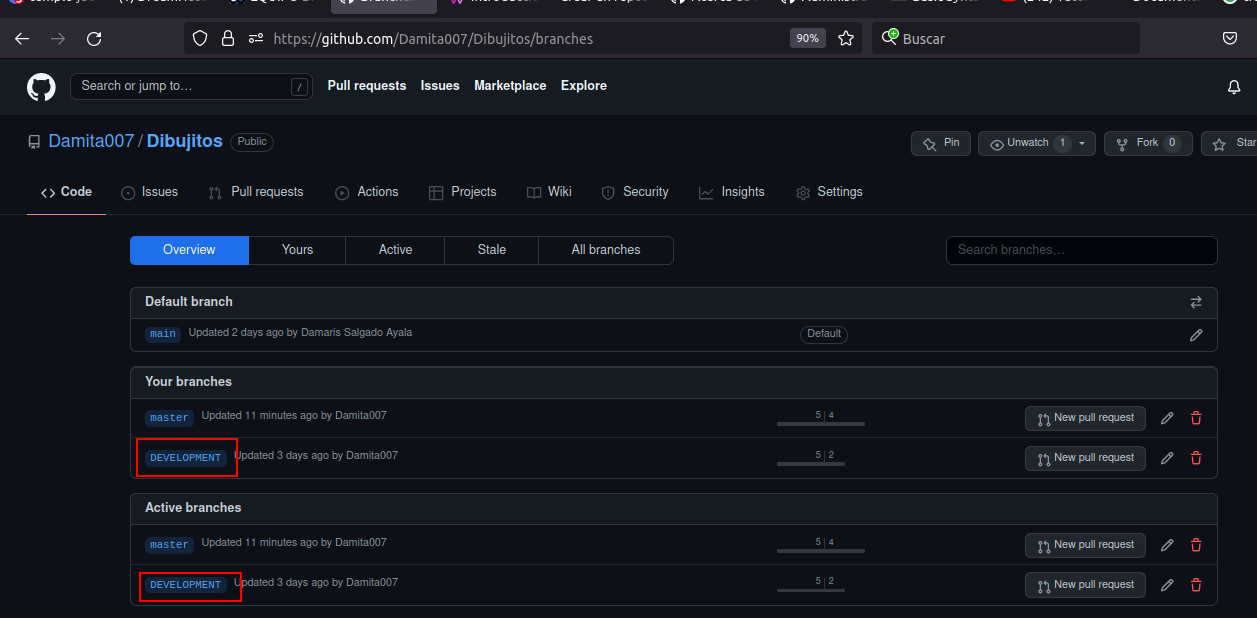 https://github.com/Damita007/Dibujitos/branches 90% Buscar
Search or jump to… / Pull requests Issues Marketplace Explore
Damita007 / Dibujitos Public Pin Unwatch 1 Fork 0 Star
Code Issues Pull requests Actions Projects Wiki Security Insights Settings
Overview Yours Active Stale All branches Search branches…
Default branch
main Updated 2 days ago by Damaris Salgado Ayala Default
Your branches
master Updated 11 minutes ago by Damita007 5 4 New pull request
DEVELOPMENT Updated 3 days ago by Damita007 5 2 New pull request
Active branches
master Updated 11 minutes ago by Damita007 5 4 New pull request
DEVELOPMENT Updated 3 days ago by Damita007 5 2 New pull request